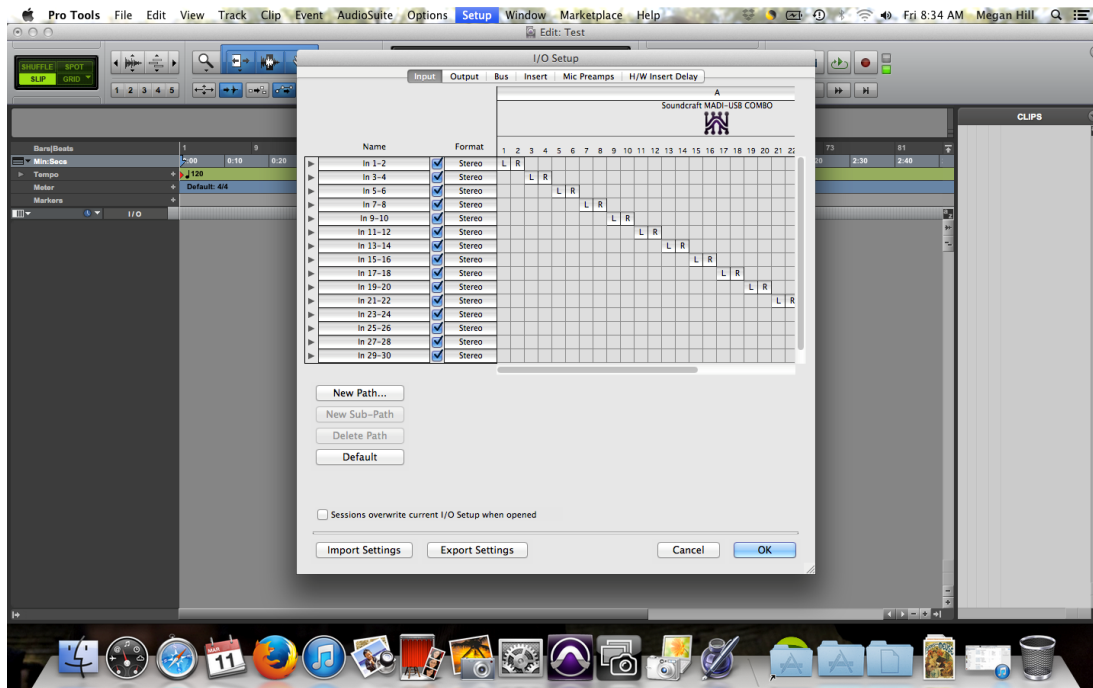 Pro Tools File Edit View Track Clip Event AudioSuite Options Setup Window Marketplace Help Fri 8:34 AM Megan Hill
Edit: Test
SHUFFLE SPOT
SLIP GRID
1 2 3 4 5
I/O Setup
Input Output Bus Insert Mic Preamps H/W Insert Delay
A
Soundcraft MADI-USB COMBO
Name Format 1 2 3 4 5 6 7 8 9 10 11 12 13 14 15 16 17 18 19 20 21 22
In 1-2 Stereo L R
In 3-4 Stereo L R
In 5-6 Stereo L R
In 7-8 Stereo L R
In 9-10 Stereo L R
In 11-12 Stereo L R
In 13-14 Stereo L R
In 15-16 Stereo L R
In 17-18 Stereo L R
In 19-20 Stereo L R
In 21-22 Stereo L R
In 23-24 Stereo
In 25-26 Stereo
In 27-28 Stereo
In 29-30 Stereo
New Path...
New Sub-Path
Delete Path
Default
Sessions overwrite current I/O Setup when opened
Import Settings Export Settings Cancel OK
CLIPS
Bars|Beats 1 9 73 81
Min:Secs 0:10 0:20 2:30 2:40
Tempo 120
Meter Default: 4/4
Markers
I/O
MAR
11